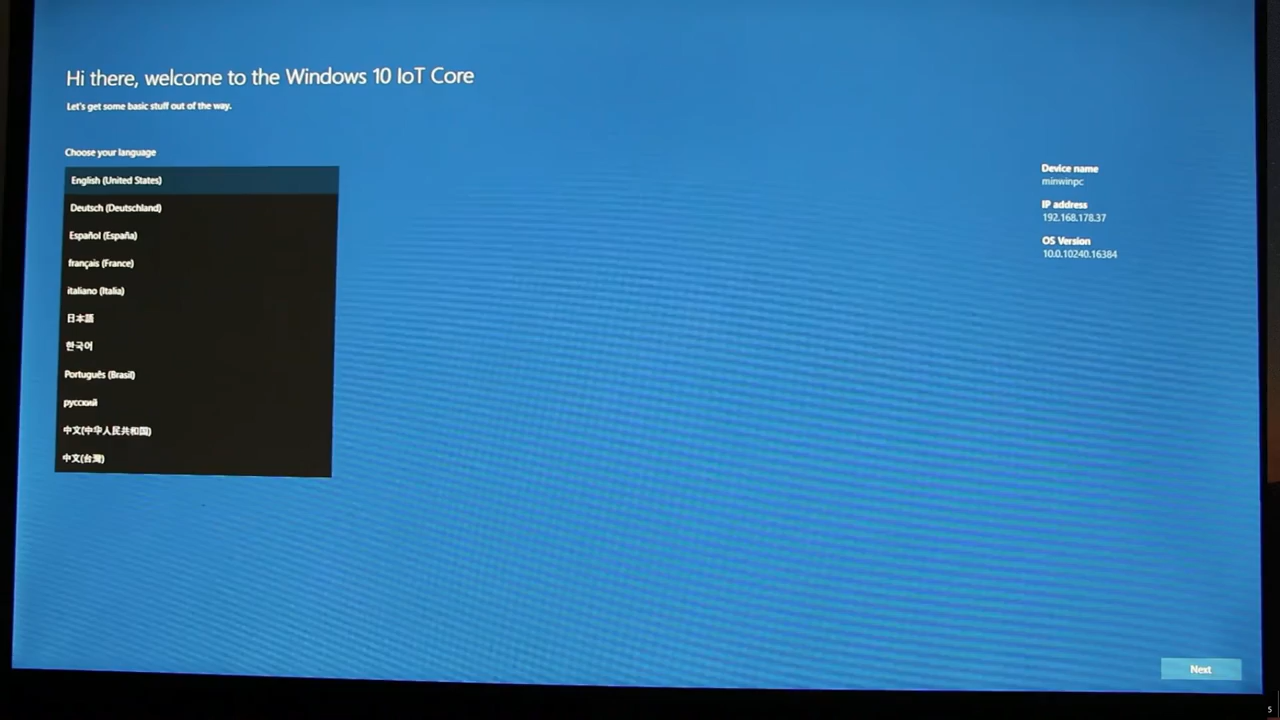 Hi there, welcome to the Windows 10 IoT Core
Let's get some basic stuff out of the way.
Choose your language
English (United States)
Deutsch (Deutschland)
Español (España)
français (France)
italiano (Italia)
日本語
한국어
Português (Brasil)
русский
中文(中华人民共和国)
中文(台灣)
Device name
minwinpc
IP address
192.168.178.37
OS Version
10.0.10240.16384
Next
5